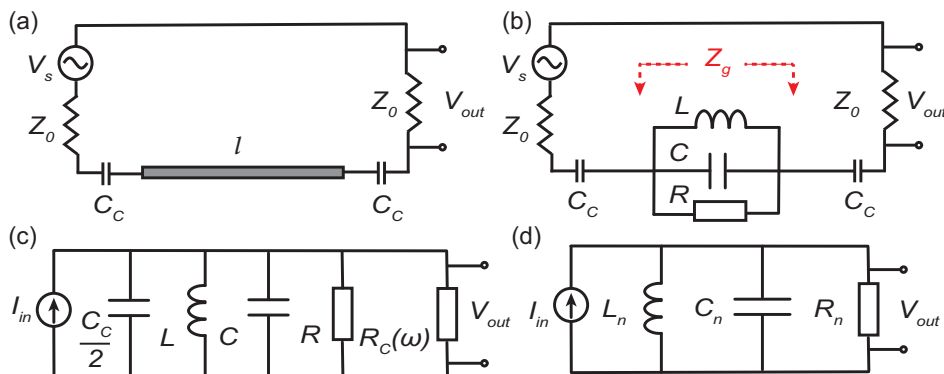 (a)
V_s
Z_0
l
Z_0
V_out
C_C
C_C
(b)
V_s
Z_0
Z_g
L
C
R
Z_0
V_out
C_C
C_C
(c)
I_in
C_C
2
L
C
R
R_C(ω)
V_out
(d)
I_in
L_n
C_n
R_n
V_out